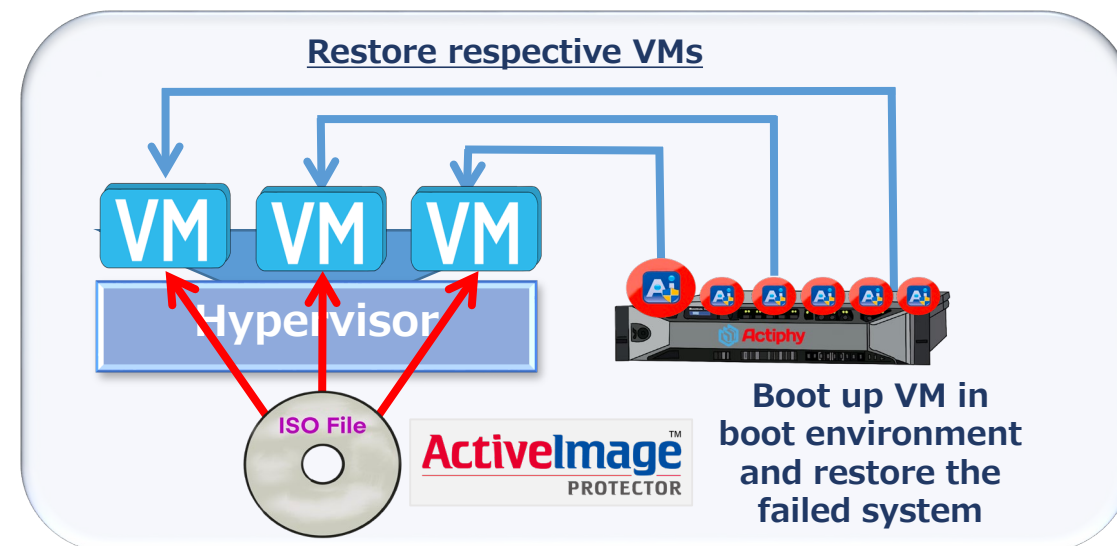 Restore respective VMs
VM VM VM
Hypervisor
Actiphy
ISO File
ActiveImage™
PROTECTOR
Boot up VM in
boot environment
and restore the
failed system